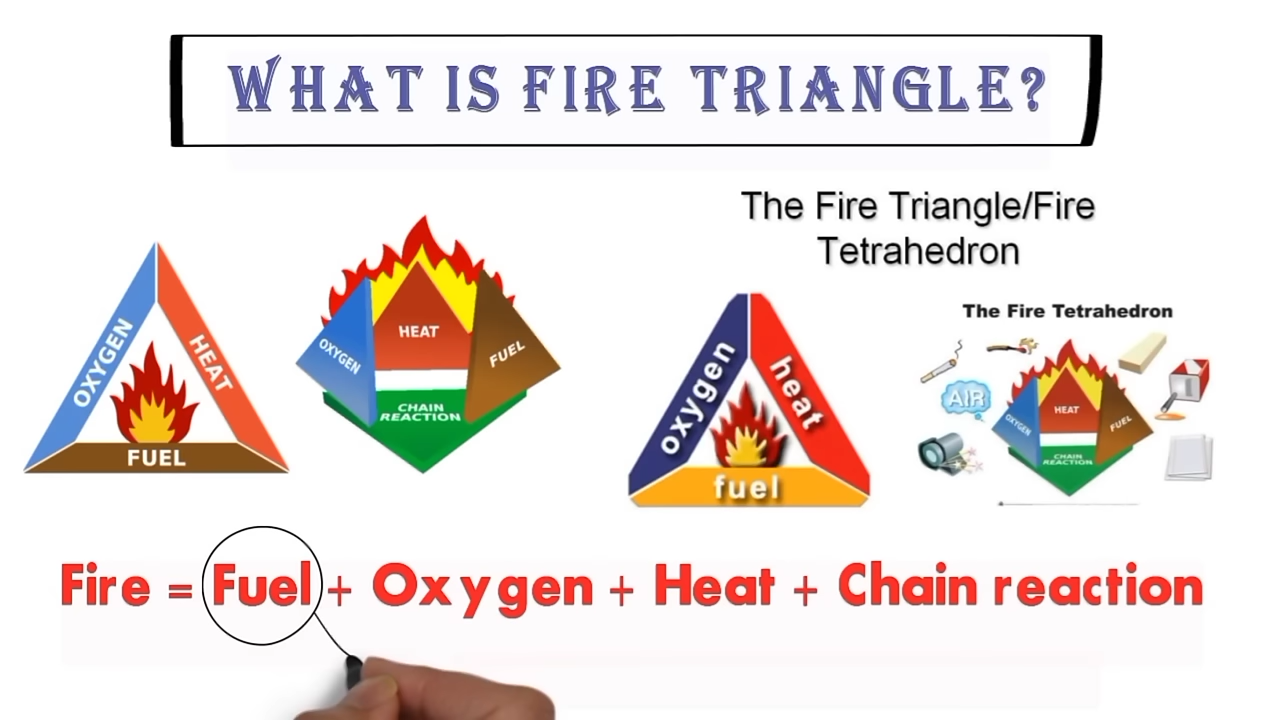 WHAT IS FIRE TRIANGLE?
The Fire Triangle/Fire
Tetrahedron
OXYGEN
HEAT
FUEL
OXYGEN
HEAT
FUEL
CHAIN
REACTION
oxygen
heat
fuel
The Fire Tetrahedron
AIR
OXYGEN
HEAT
FUEL
CHAIN
REACTION
Fire = Fuel + Oxygen + Heat + Chain reaction